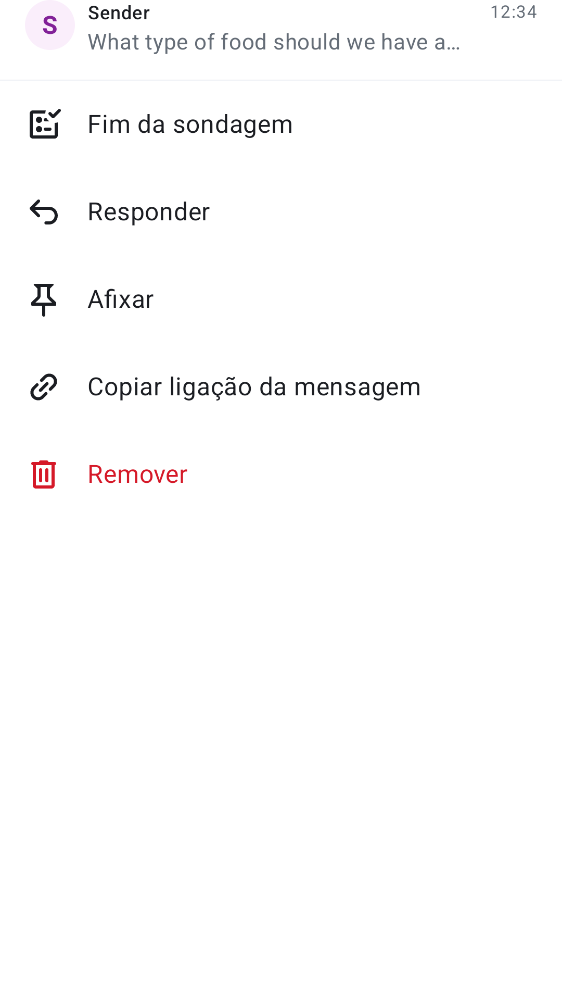 S
Sender
12:34
What type of food should we have a…
Fim da sondagem
Responder
Afixar
Copiar ligação da mensagem
Remover